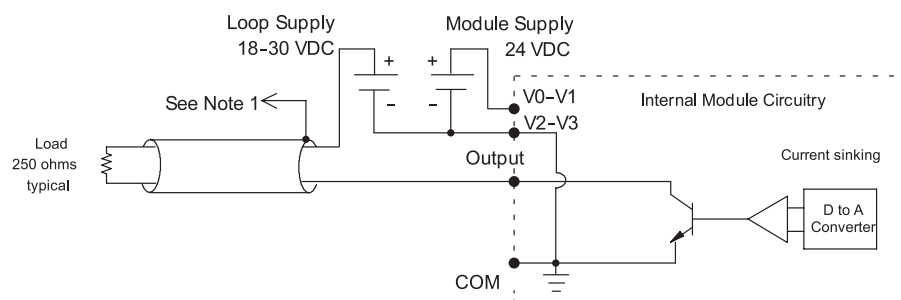 Loop Supply
18-30 VDC
Module Supply
24 VDC
+
+
-
-
See Note 1
V0-V1
V2-V3
Internal Module Circuitry
Load
250 ohms
typical
Output
Current sinking
D to A
Converter
COM